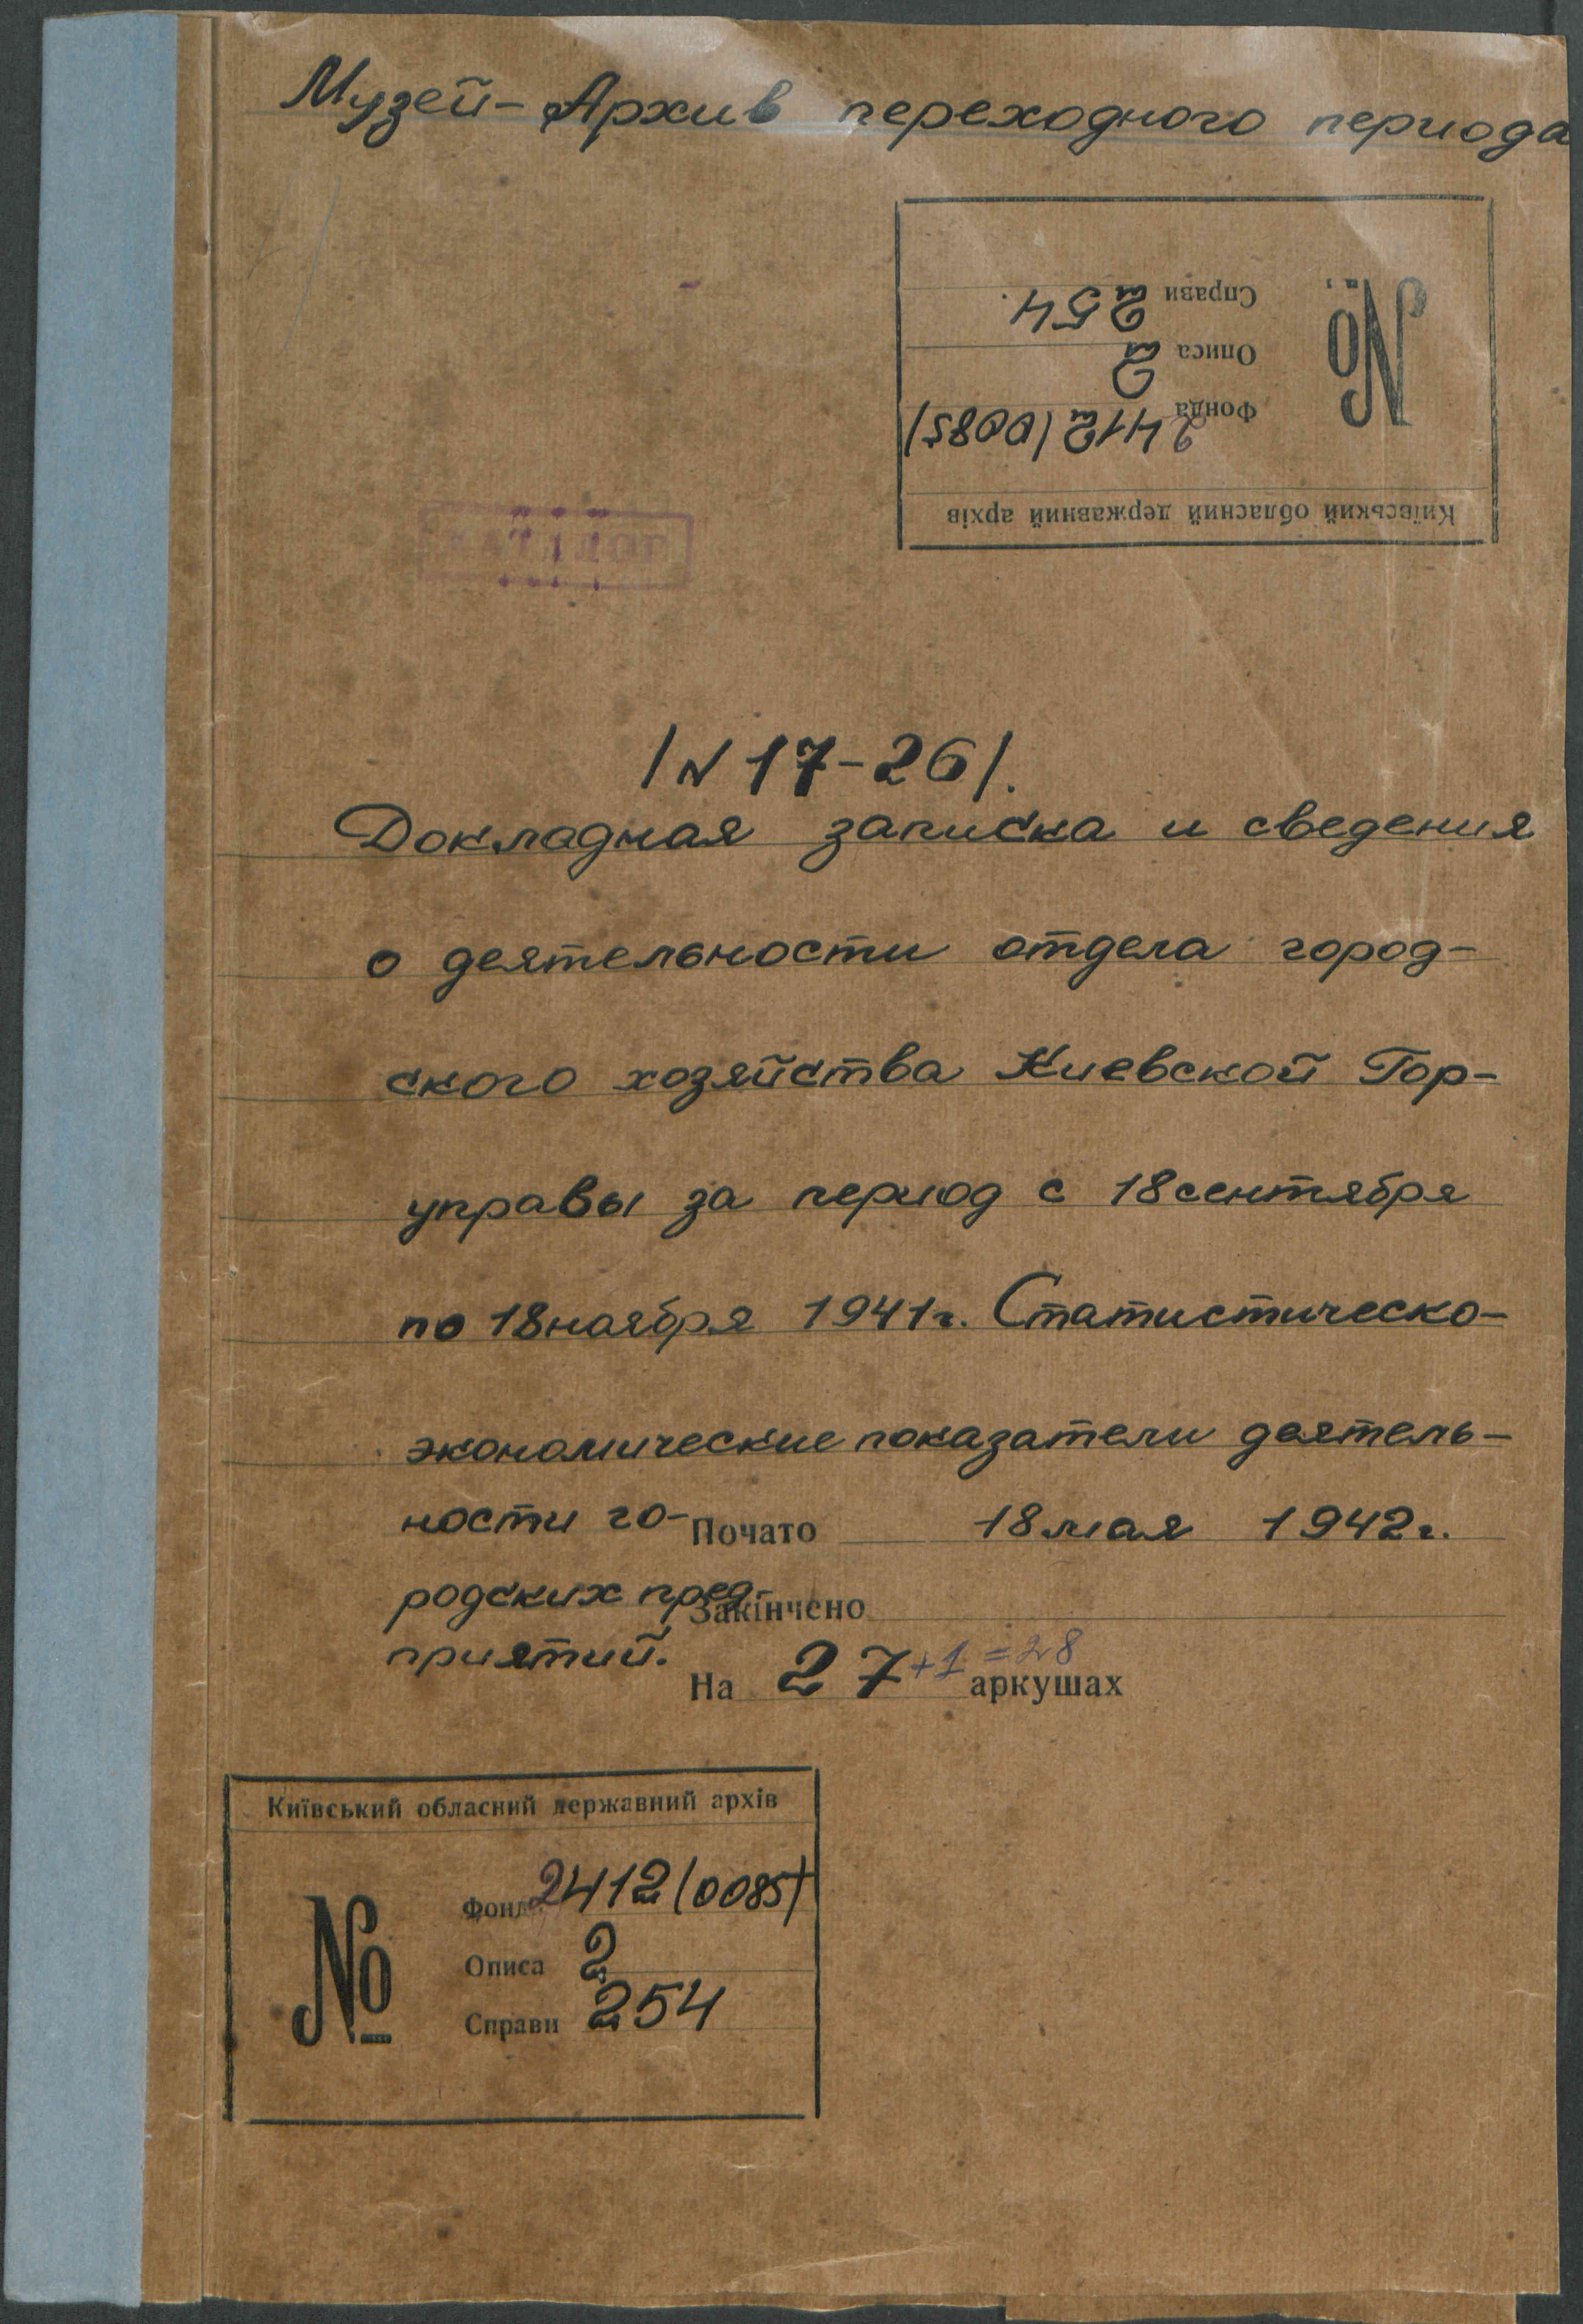 Музей-Архив переходного периода
№
Справи 254.
Описа 2
Фонда 2412/0085/
Київський обласний державний архів
/N 17-26/.
Докладная записка и сведения
о деятельности отдела город-
ского хозяйства Киевской Гор-
управы за период с 18 сентября
по 18 ноября 1941 г. Статистическо-
экономические показатели деятель-
ности го- Почато 18 мая 1942 г.
родских пред- Закінчено
приятий.
На 27 +1 =28 аркушах
Київський обласний державний архів
№
Фонд 2412/0085/
Описа 2
Справи 254